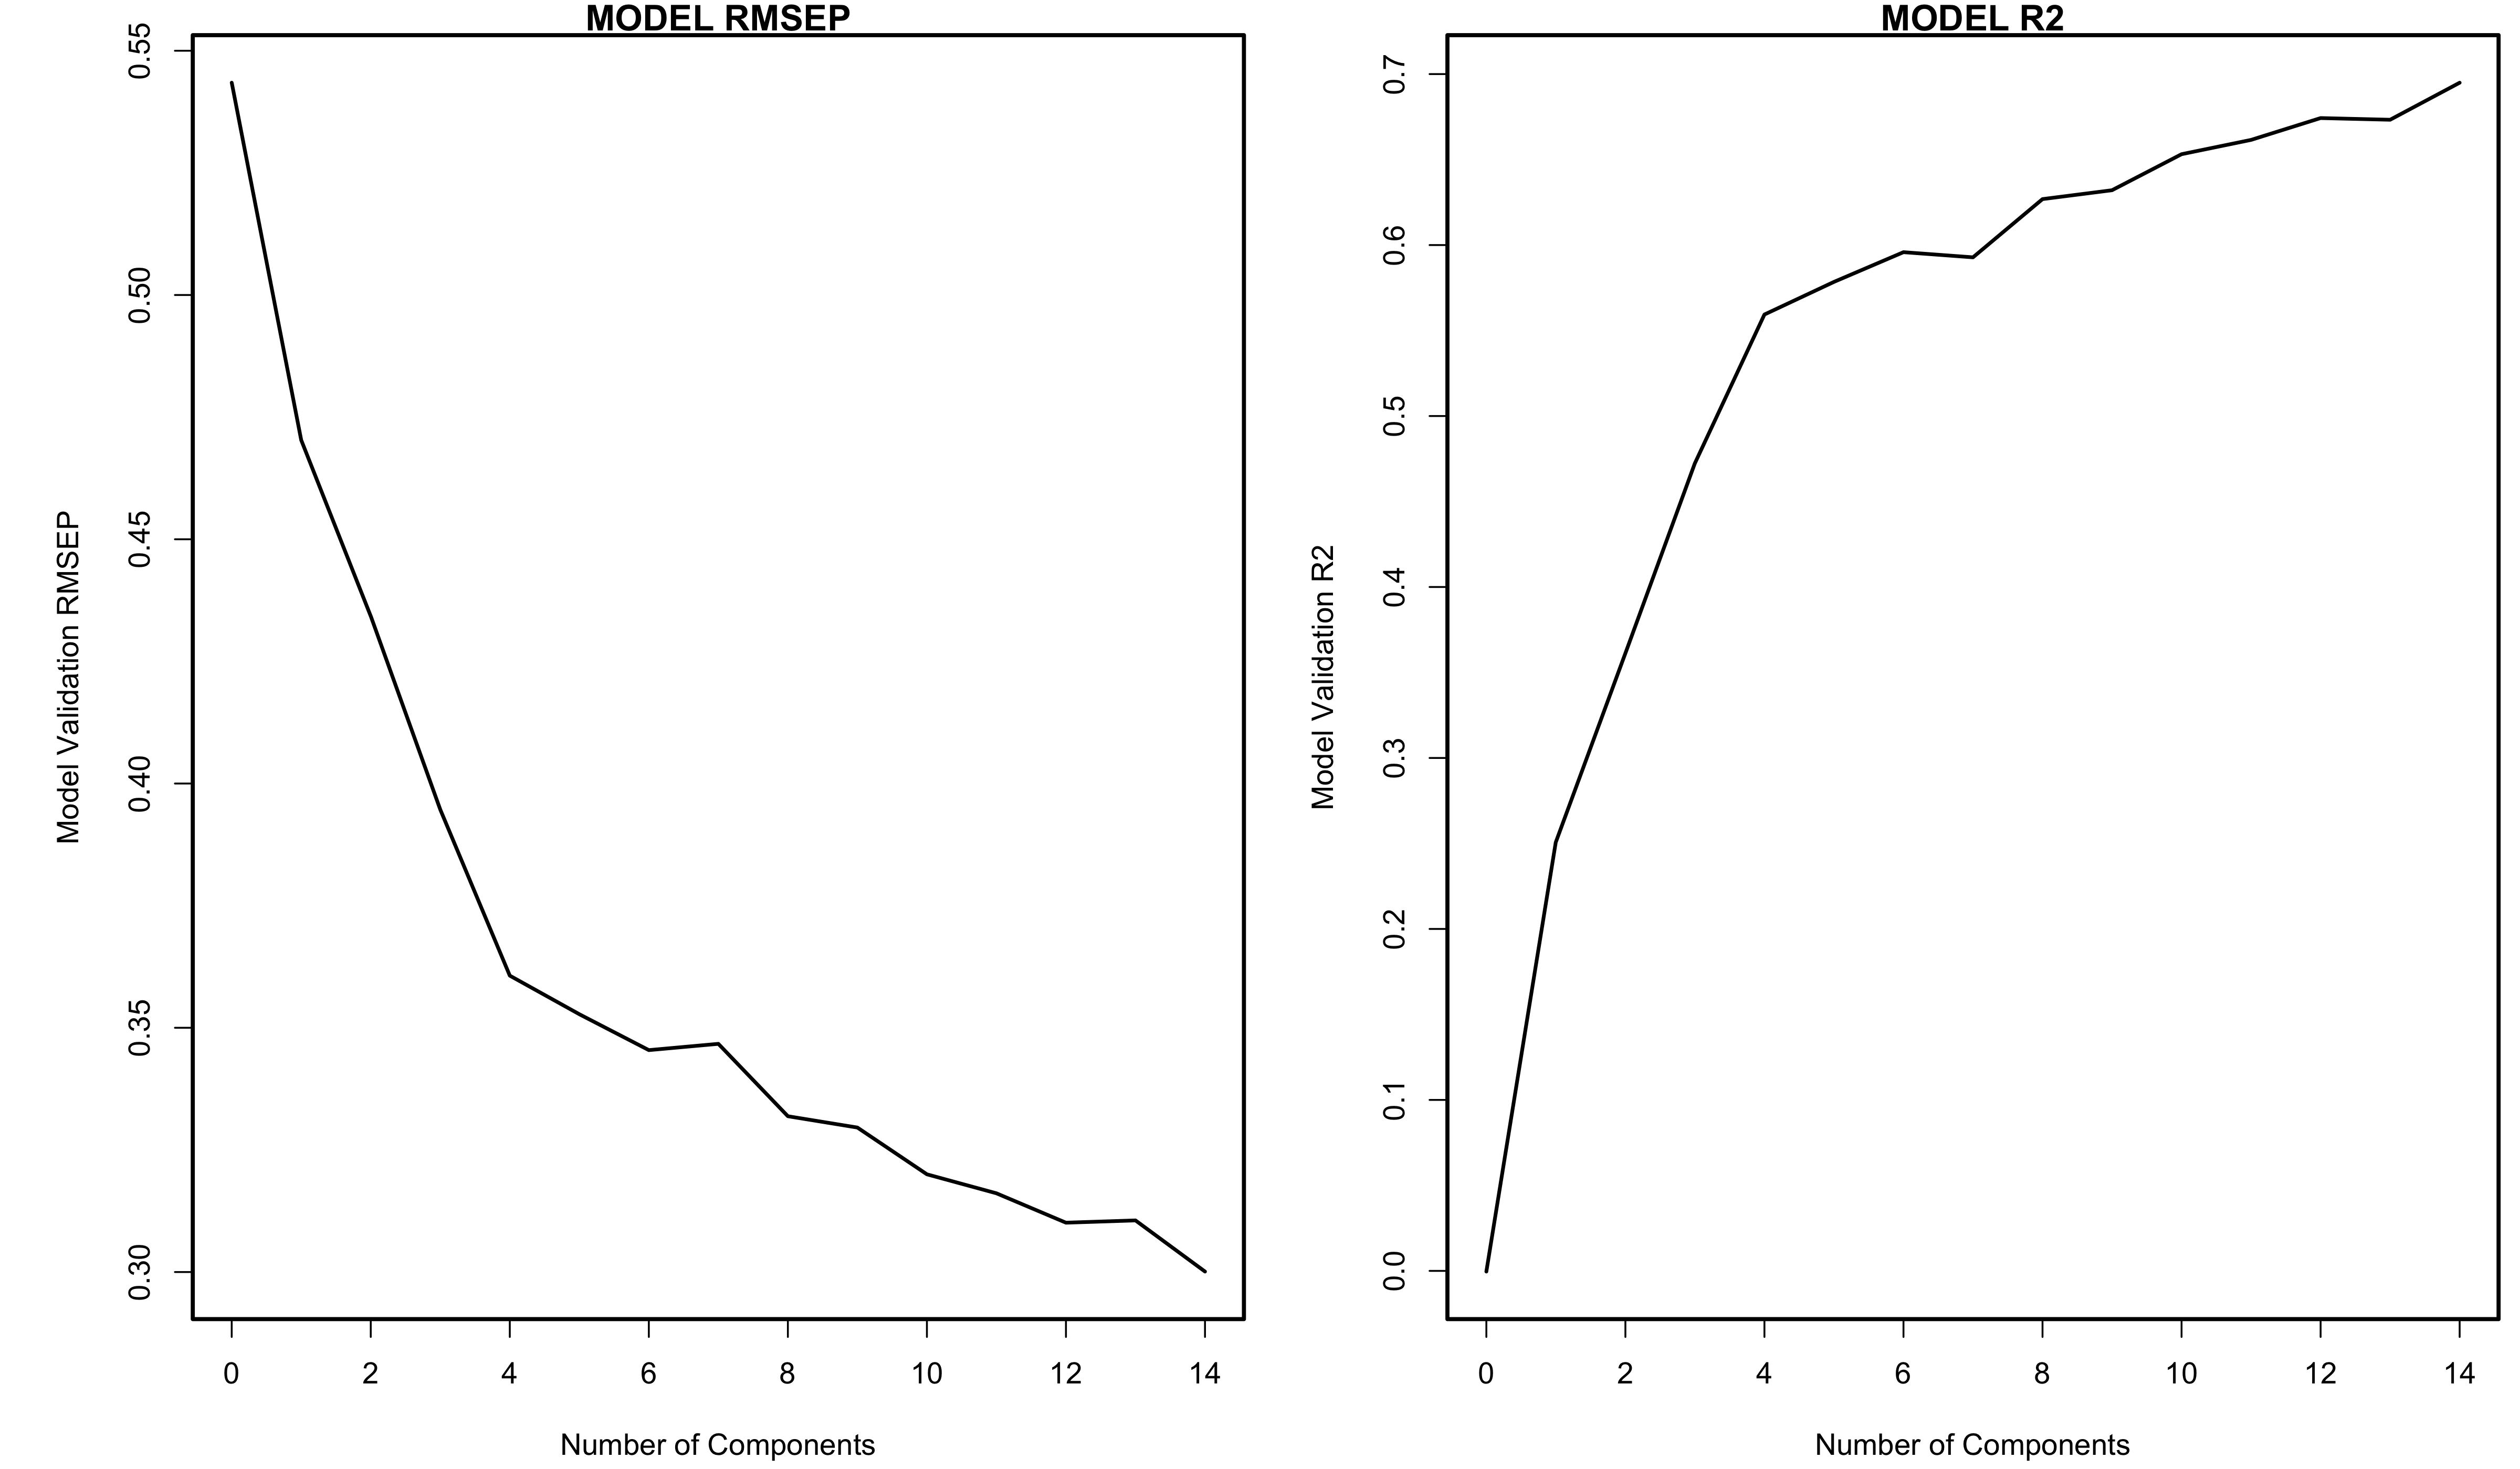 MODEL RMSEP
Model Validation RMSEP
0.55
0.50
0.45
0.40
0.35
0.30
0 2 4 6 8 10 12 14
Number of Components
MODEL R2
Model Validation R2
0.7
0.6
0.5
0.4
0.3
0.2
0.1
0.0
0 2 4 6 8 10 12 14
Number of Components